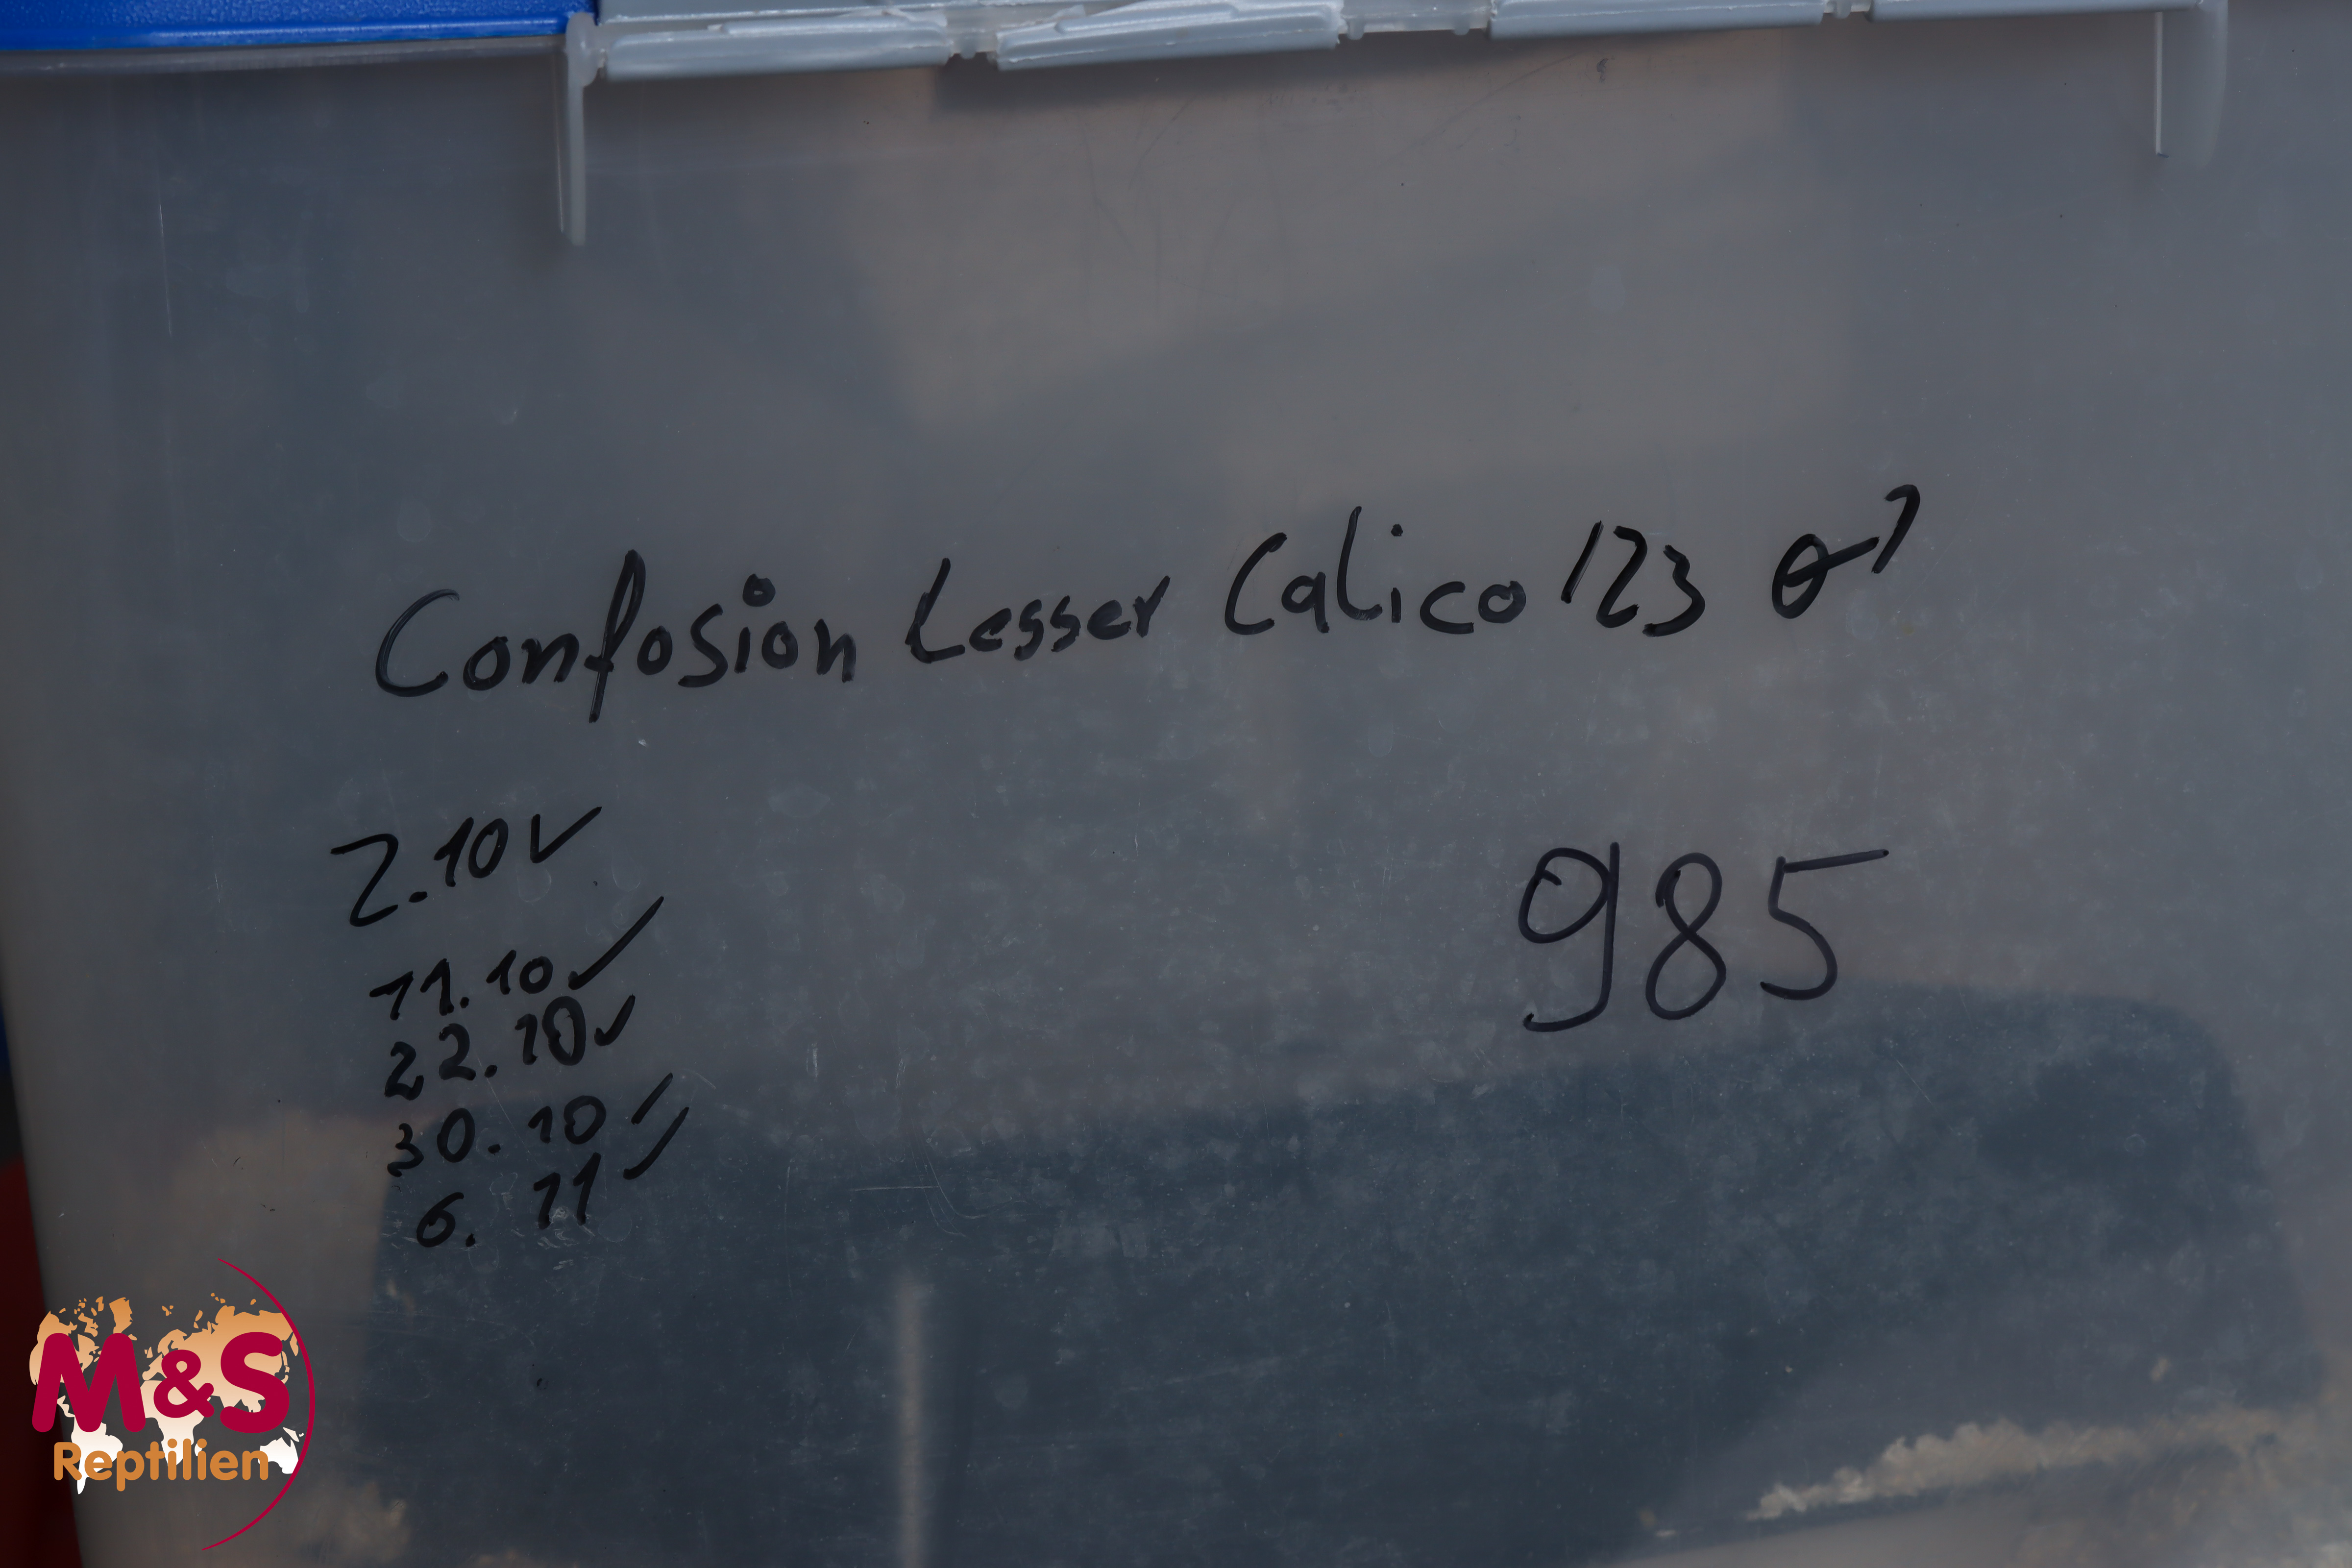 Confosion Lesser Calico 123 ♂
2.10 ✓
985
11.10 ✓
22.10 ✓
30.10 ✓
6. 11 ✓
M&S
Reptilien